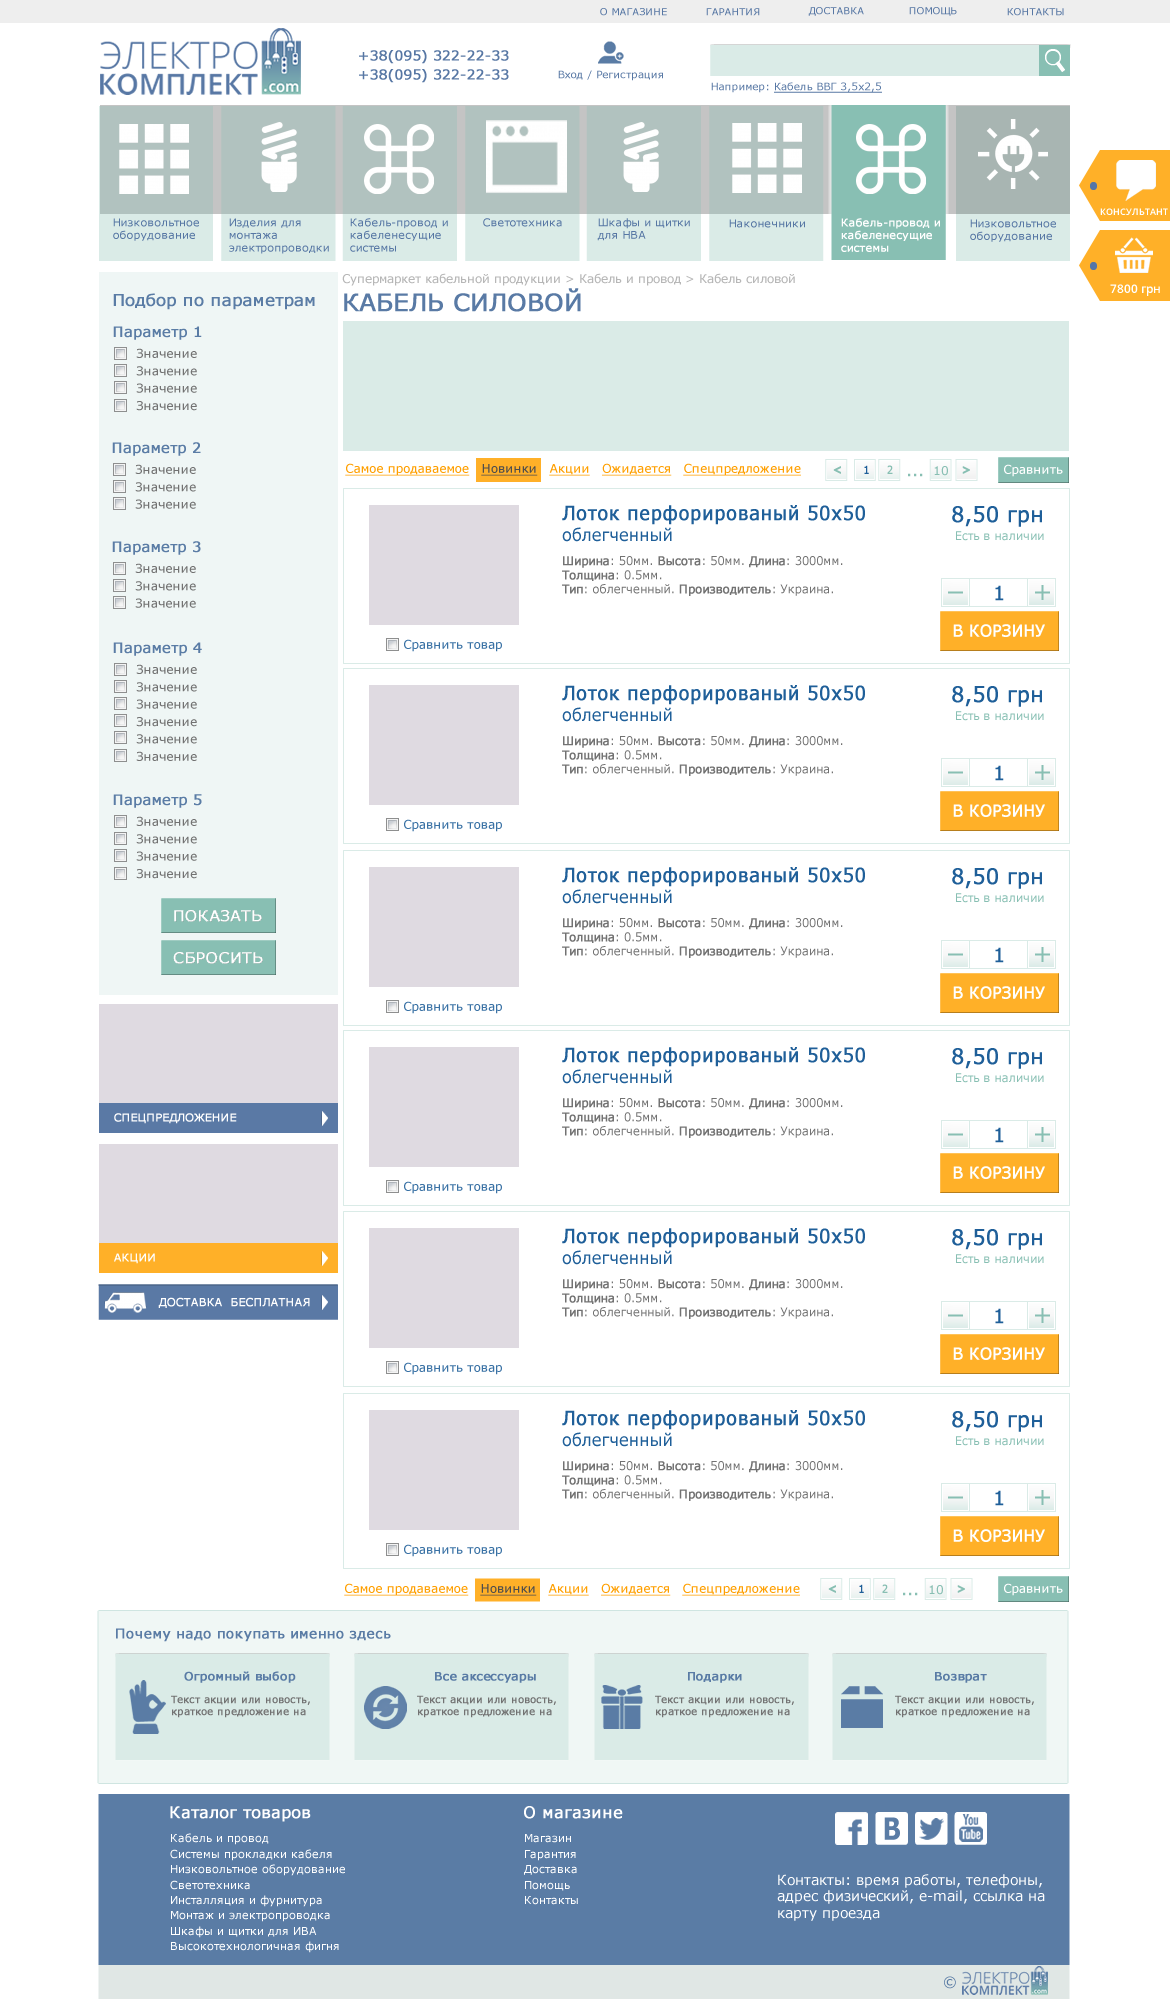 О МАГАЗИНЕ ГАРАНТИЯ ДОСТАВКА ПОМОЩЬ КОНТАКТЫ
ЭЛЕКТРО
КОМПЛЕКТ.com
+38(095) 322-22-33
+38(095) 322-22-33
Вход / Регистрация
Например: Кабель ВВГ 3,5х2,5
Низковольтное
оборудование
Изделия для
монтажа
электропроводки
Кабель-провод и
кабеленесущие
системы
Светотехника
Шкафы и щитки
для НВА
Наконечники
Кабель-провод и
кабеленесущие
системы
Низковольтное
оборудование
КОНСУЛЬТАНТ
7800 грн
Подбор по параметрам
Параметр 1
Значение
Значение
Значение
Значение
Параметр 2
Значение
Значение
Значение
Параметр 3
Значение
Значение
Значение
Параметр 4
Значение
Значение
Значение
Значение
Значение
Значение
Параметр 5
Значение
Значение
Значение
Значение
ПОКАЗАТЬ
СБРОСИТЬ
СПЕЦПРЕДЛОЖЕНИЕ
АКЦИИ
ДОСТАВКА БЕСПЛАТНАЯ
Супермаркет кабельной продукции > Кабель и провод > Кабель силовой
КАБЕЛЬ СИЛОВОЙ
Самое продаваемое Новинки Акции Ожидается Спецпредложение < 1 2 ... 10 > Сравнить
Лоток перфорированый 50х50
облегченный
Ширина: 50мм. Высота: 50мм. Длина: 3000мм.
Толщина: 0.5мм.
Тип: облегченный. Производитель: Украина.
Сравнить товар
8,50 грн
Есть в наличии
− 1 +
В КОРЗИНУ
Лоток перфорированый 50х50
облегченный
Ширина: 50мм. Высота: 50мм. Длина: 3000мм.
Толщина: 0.5мм.
Тип: облегченный. Производитель: Украина.
Сравнить товар
8,50 грн
Есть в наличии
− 1 +
В КОРЗИНУ
Лоток перфорированый 50х50
облегченный
Ширина: 50мм. Высота: 50мм. Длина: 3000мм.
Толщина: 0.5мм.
Тип: облегченный. Производитель: Украина.
Сравнить товар
8,50 грн
Есть в наличии
− 1 +
В КОРЗИНУ
Лоток перфорированый 50х50
облегченный
Ширина: 50мм. Высота: 50мм. Длина: 3000мм.
Толщина: 0.5мм.
Тип: облегченный. Производитель: Украина.
Сравнить товар
8,50 грн
Есть в наличии
− 1 +
В КОРЗИНУ
Лоток перфорированый 50х50
облегченный
Ширина: 50мм. Высота: 50мм. Длина: 3000мм.
Толщина: 0.5мм.
Тип: облегченный. Производитель: Украина.
Сравнить товар
8,50 грн
Есть в наличии
− 1 +
В КОРЗИНУ
Лоток перфорированый 50х50
облегченный
Ширина: 50мм. Высота: 50мм. Длина: 3000мм.
Толщина: 0.5мм.
Тип: облегченный. Производитель: Украина.
Сравнить товар
8,50 грн
Есть в наличии
− 1 +
В КОРЗИНУ
Самое продаваемое Новинки Акции Ожидается Спецпредложение < 1 2 ... 10 > Сравнить
Почему надо покупать именно здесь
Огромный выбор
Текст акции или новость,
краткое предложение на
Все аксессуары
Текст акции или новость,
краткое предложение на
Подарки
Текст акции или новость,
краткое предложение на
Возврат
Текст акции или новость,
краткое предложение на
Каталог товаров
Кабель и провод
Системы прокладки кабеля
Низковольтное оборудование
Светотехника
Инсталляция и фурнитура
Монтаж и электропроводка
Шкафы и щитки для ИВА
Высокотехнологичная фигня
О магазине
Магазин
Гарантия
Доставка
Помощь
Контакты
f B You Tube
Контакты: время работы, телефоны,
адрес физический, e-mail, ссылка на
карту проезда
© ЭЛЕКТРО
КОМПЛЕКТ.com